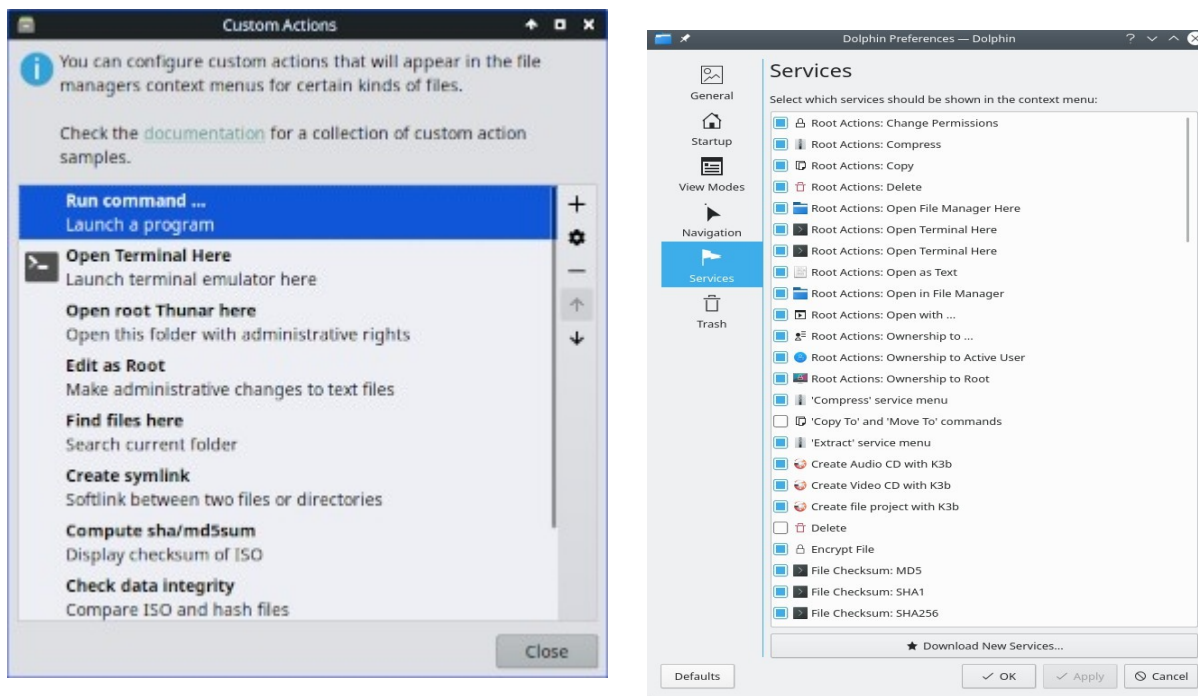 Custom Actions
You can configure custom actions that will appear in the file
managers context menus for certain kinds of files.
Check the documentation for a collection of custom action
samples.
Run command ...
Launch a program
Open Terminal Here
Launch terminal emulator here
Open root Thunar here
Open this folder with administrative rights
Edit as Root
Make administrative changes to text files
Find files here
Search current folder
Create symlink
Softlink between two files or directories
Compute sha/md5sum
Display checksum of ISO
Check data integrity
Compare ISO and hash files
Close
Dolphin Preferences — Dolphin
General
Startup
View Modes
Navigation
Services
Trash
Services
Select which services should be shown in the context menu:
Root Actions: Change Permissions
Root Actions: Compress
Root Actions: Copy
Root Actions: Delete
Root Actions: Open File Manager Here
Root Actions: Open Terminal Here
Root Actions: Open Terminal Here
Root Actions: Open as Text
Root Actions: Open in File Manager
Root Actions: Open with ...
Root Actions: Ownership to ...
Root Actions: Ownership to Active User
Root Actions: Ownership to Root
'Compress' service menu
'Copy To' and 'Move To' commands
'Extract' service menu
Create Audio CD with K3b
Create Video CD with K3b
Create file project with K3b
Delete
Encrypt File
File Checksum: MD5
File Checksum: SHA1
File Checksum: SHA256
Download New Services...
Defaults
OK
Apply
Cancel